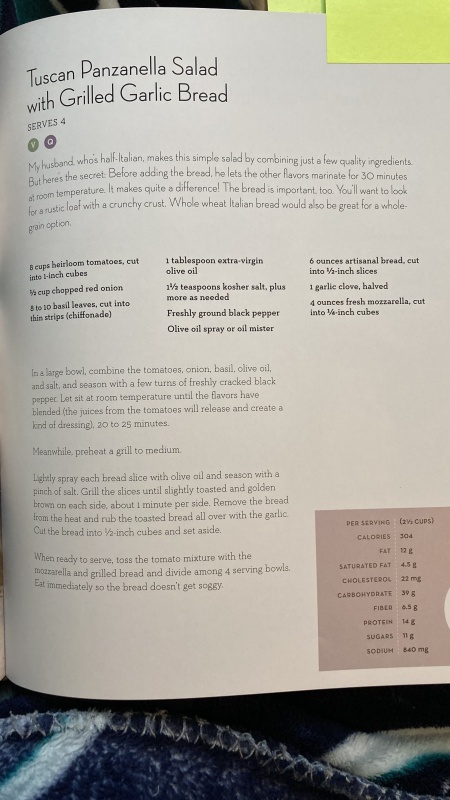 Tuscan Panzanella Salad
with Grilled Garlic Bread
SERVES 4
V G
My husband, who's half-Italian, makes this simple salad by combining just a few quality ingredients.
But here's the secret: Before adding the bread, he lets the other flavors marinate for 30 minutes
at room temperature. It makes quite a difference! The bread is important, too. You'll want to look
for a rustic loaf with a crunchy crust. Whole wheat Italian bread would also be great for a whole-
grain option.
8 cups heirloom tomatoes, cut
into 1-inch cubes
⅔ cup chopped red onion
8 to 10 basil leaves, cut into
thin strips (chiffonade)
1 tablespoon extra-virgin
olive oil
1½ teaspoons kosher salt, plus
more as needed
Freshly ground black pepper
Olive oil spray or oil mister
6 ounces artisanal bread, cut
into ½-inch slices
1 garlic clove, halved
4 ounces fresh mozzarella, cut
into ¼-inch cubes
In a large bowl, combine the tomatoes, onion, basil, olive oil,
and salt, and season with a few turns of freshly cracked black
pepper. Let sit at room temperature until the flavors have
blended (the juices from the tomatoes will release and create a
kind of dressing), 20 to 25 minutes.
Meanwhile, preheat a grill to medium.
Lightly spray each bread slice with olive oil and season with a
pinch of salt. Grill the slices until slightly toasted and golden
brown on each side, about 1 minute per side. Remove the bread
from the heat and rub the toasted bread all over with the garlic.
Cut the bread into ½-inch cubes and set aside.
When ready to serve, toss the tomato mixture with the
mozzarella and grilled bread and divide among 4 serving bowls.
Eat immediately so the bread doesn't get soggy.
PER SERVING (2½ CUPS)
CALORIES 304
FAT 12 g
SATURATED FAT 4.5 g
CHOLESTEROL 22 mg
CARBOHYDRATE 39 g
FIBER 6.5 g
PROTEIN 14 g
SUGARS 11 g
SODIUM 840 mg